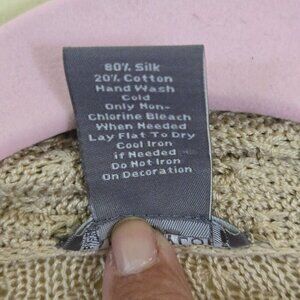 80% Silk
20% Cotton
Hand Wash
Cold
Only Non-
Chlorine Bleach
When Needed
Lay Flat To Dry
Cool Iron
if Needed
Do Not Iron
On Decoration